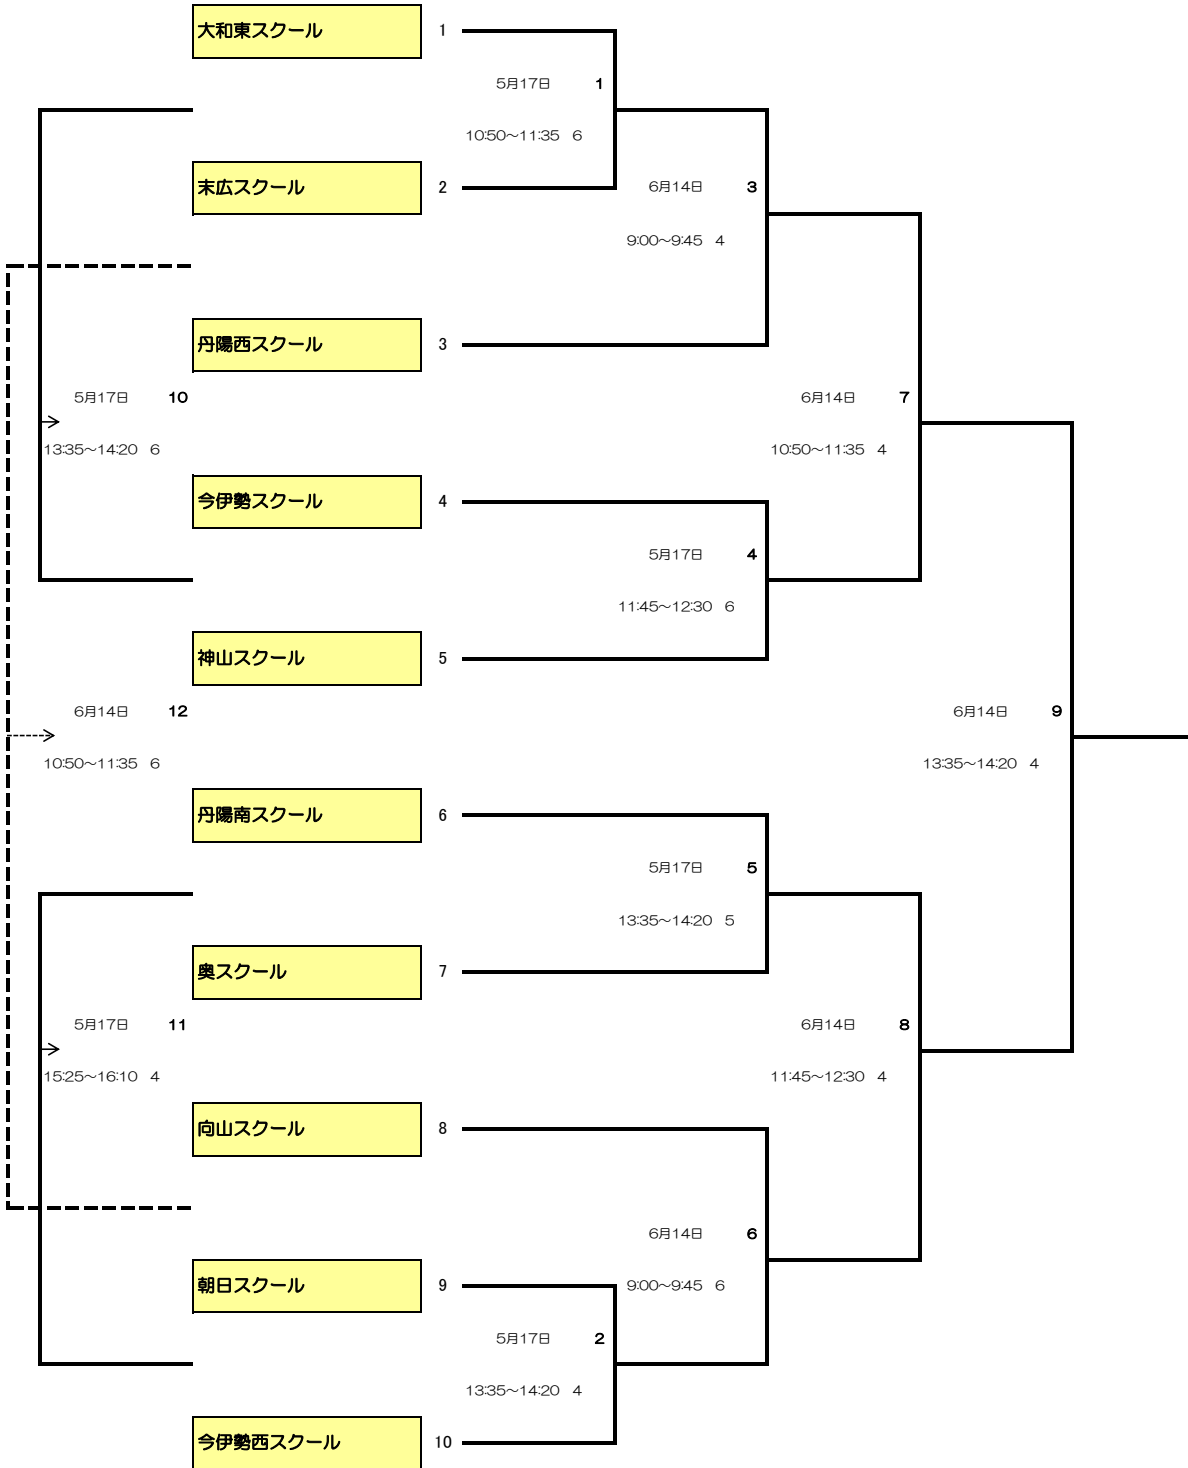 大和東スクール 1
5月17日 1
10:50～11:35 6
末広スクール 2
6月14日 3
9:00～9:45 4
丹陽西スクール 3
5月17日 10
6月14日 7
13:35～14:20 6
10:50～11:35 4
今伊勢スクール 4
5月17日 4
11:45～12:30 6
神山スクール 5
6月14日 12
6月14日 9
10:50～11:35 6
13:35～14:20 4
丹陽南スクール 6
5月17日 5
13:35～14:20 5
奥スクール 7
5月17日 11
6月14日 8
15:25～16:10 4
11:45～12:30 4
向山スクール 8
6月14日 6
朝日スクール 9
9:00～9:45 6
5月17日 2
13:35～14:20 4
今伊勢西スクール 10